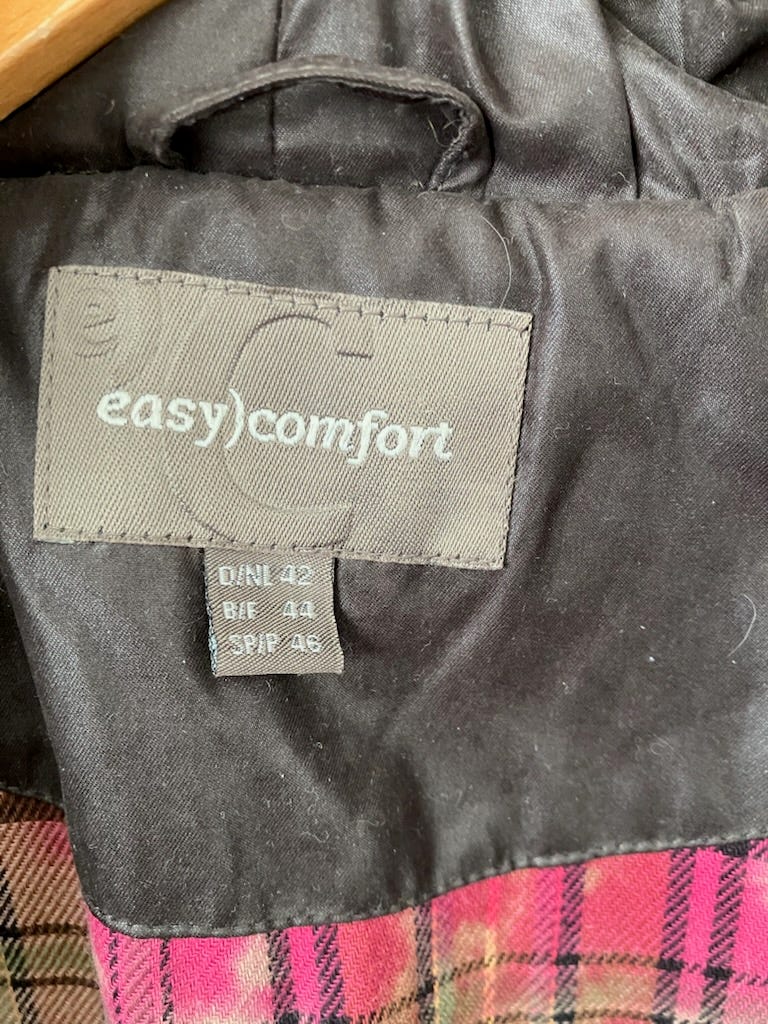 e
easy)comfort
D/NL 42
B/F 44
SP/P 46